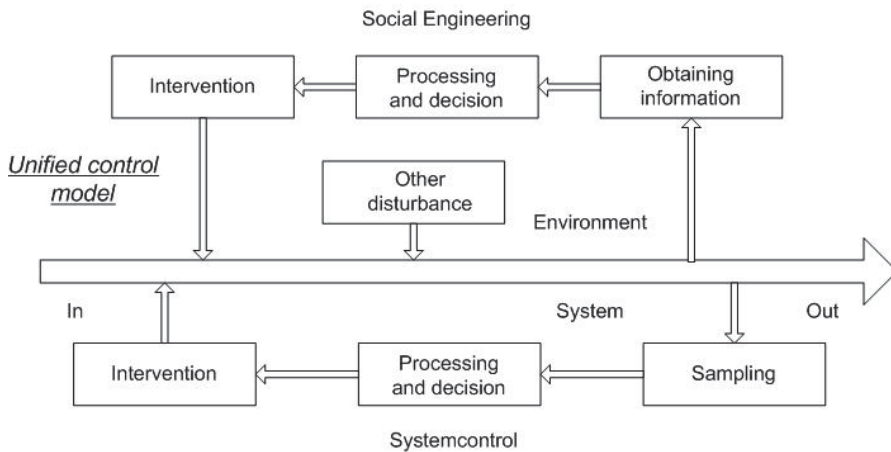 Social Engineering
Intervention
Processing
and decision
Obtaining
information
Unified control
model
Other
disturbance
Environment
In
System
Out
Intervention
Processing
and decision
Sampling
Systemcontrol